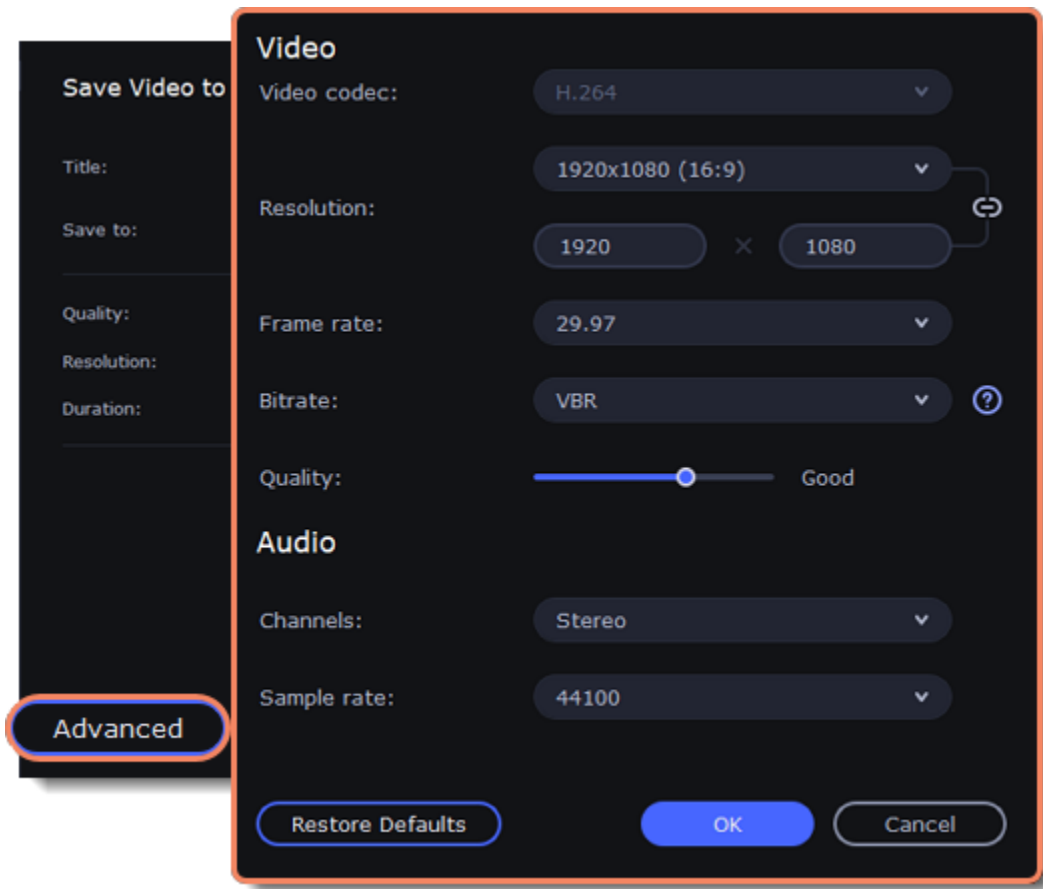 Save Video to
Title:
Save to:
Quality:
Resolution:
Duration:
Advanced
Video
Video codec: H.264
Resolution: 1920x1080 (16:9)
1920 × 1080
Frame rate: 29.97
Bitrate: VBR ?
Quality: Good
Audio
Channels: Stereo
Sample rate: 44100
Restore Defaults OK Cancel